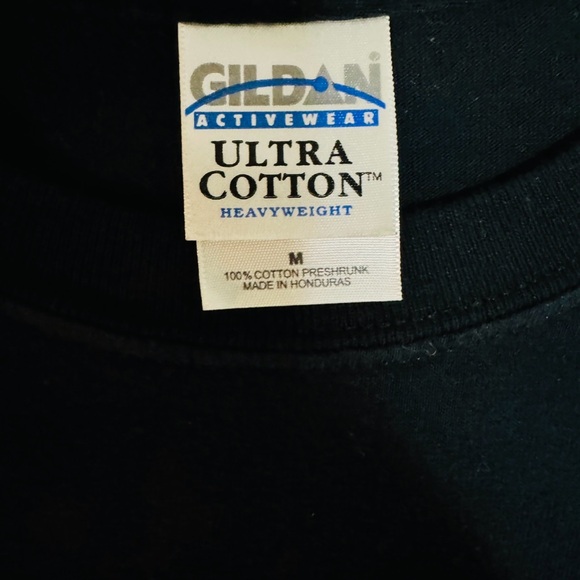 GILDAN®
ACTIVEWEAR
ULTRA
COTTON™
HEAVYWEIGHT
M
100% COTTON PRESHRUNK
MADE IN HONDURAS